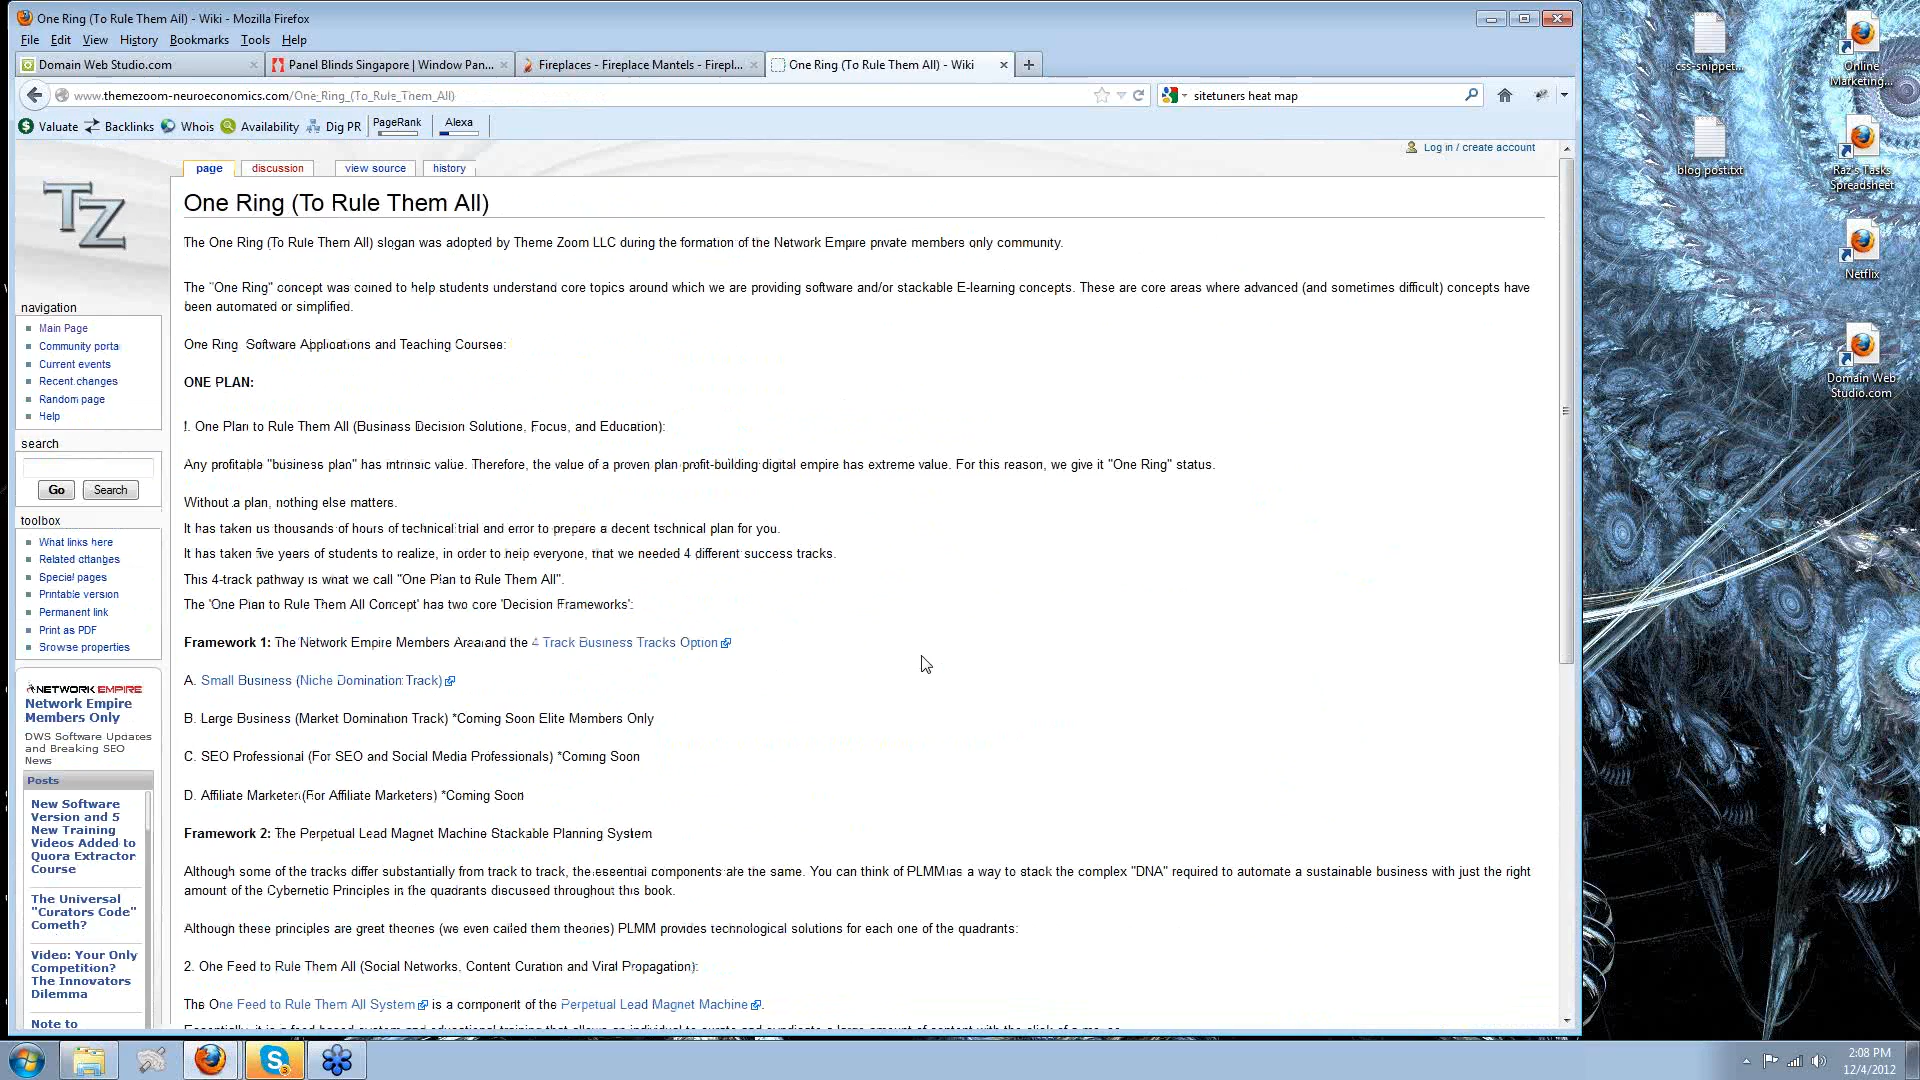 One Ring (To Rule Them All) - Wiki - Mozilla Firefox
File Edit View History Bookmarks Tools Help
Domain Web Studio.com
Panel Blinds Singapore | Window Pan...
Fireplaces - Fireplace Mantels - Firepl...
One Ring (To Rule Them All) - Wiki
www.themezoom-neuroeconomics.com/One_Ring_(To_Rule_Them_All)
sitetuners heat map
Valuate Backlinks Whois Availability Dig PR PageRank Alexa
Log in / create account
page discussion view source history
TZ
One Ring (To Rule Them All)
The One Ring (To Rule Them All) slogan was adopted by Theme Zoom LLC during the formation of the Network Empire private members only community.
The "One Ring" concept was coined to help students understand core topics around which we are providing software and/or stackable E-learning concepts. These are core areas where advanced (and sometimes difficult) concepts have
been automated or simplified.
One Ring Software Applications and Teaching Courses:
ONE PLAN:
1. One Plan to Rule Them All (Business Decision Solutions, Focus, and Education):
Any profitable "business plan" has intrinsic value. Therefore, the value of a proven plan profit-building digital empire has extreme value. For this reason, we give it "One Ring" status.
Without a plan, nothing else matters.
It has taken us thousands of hours of technical trial and error to prepare a decent technical plan for you.
It has taken five years of students to realize, in order to help everyone, that we needed 4 different success tracks.
This 4-track pathway is what we call "One Plan to Rule Them All".
The 'One Plan to Rule Them All Concept' has two core 'Decision Frameworks':
Framework 1: The Network Empire Members Area and the 4 Track Business Tracks Option
A. Small Business (Niche Domination Track)
B. Large Business (Market Domination Track) *Coming Soon Elite Members Only
C. SEO Professional (For SEO and Social Media Professionals) *Coming Soon
D. Affiliate Marketer (For Affiliate Marketers) *Coming Soon
Framework 2: The Perpetual Lead Magnet Machine Stackable Planning System
Although some of the tracks differ substantially from track to track, the essential components are the same. You can think of PLMM as a way to stack the complex "DNA" required to automate a sustainable business with just the right
amount of the Cybernetic Principles in the quadrants discussed throughout this book.
Although these principles are great theories (we even called them theories) PLMM provides technological solutions for each one of the quadrants:
2. One Feed to Rule Them All (Social Networks, Content Curation and Viral Propagation):
The One Feed to Rule Them All System is a component of the Perpetual Lead Magnet Machine.
navigation
Main Page
Community portal
Current events
Recent changes
Random page
Help
search
Go Search
toolbox
What links here
Related changes
Special pages
Printable version
Permanent link
Print as PDF
Browse properties
NETWORK EMPIRE
Network Empire
Members Only
DWS Software Updates
and Breaking SEO
News
Posts
New Software
Version and 5
New Training
Videos Added to
Quora Extractor
Course
The Universal
"Curators Code"
Cometh?
Video: Your Only
Competition?
The Innovators
Dilemma
Note to
css-snippet...
Online
Marketing...
blog post.txt
Raz's Tasks
Spreadsheet
Netflix
Domain Web
Studio.com
2:08 PM
12/4/2012